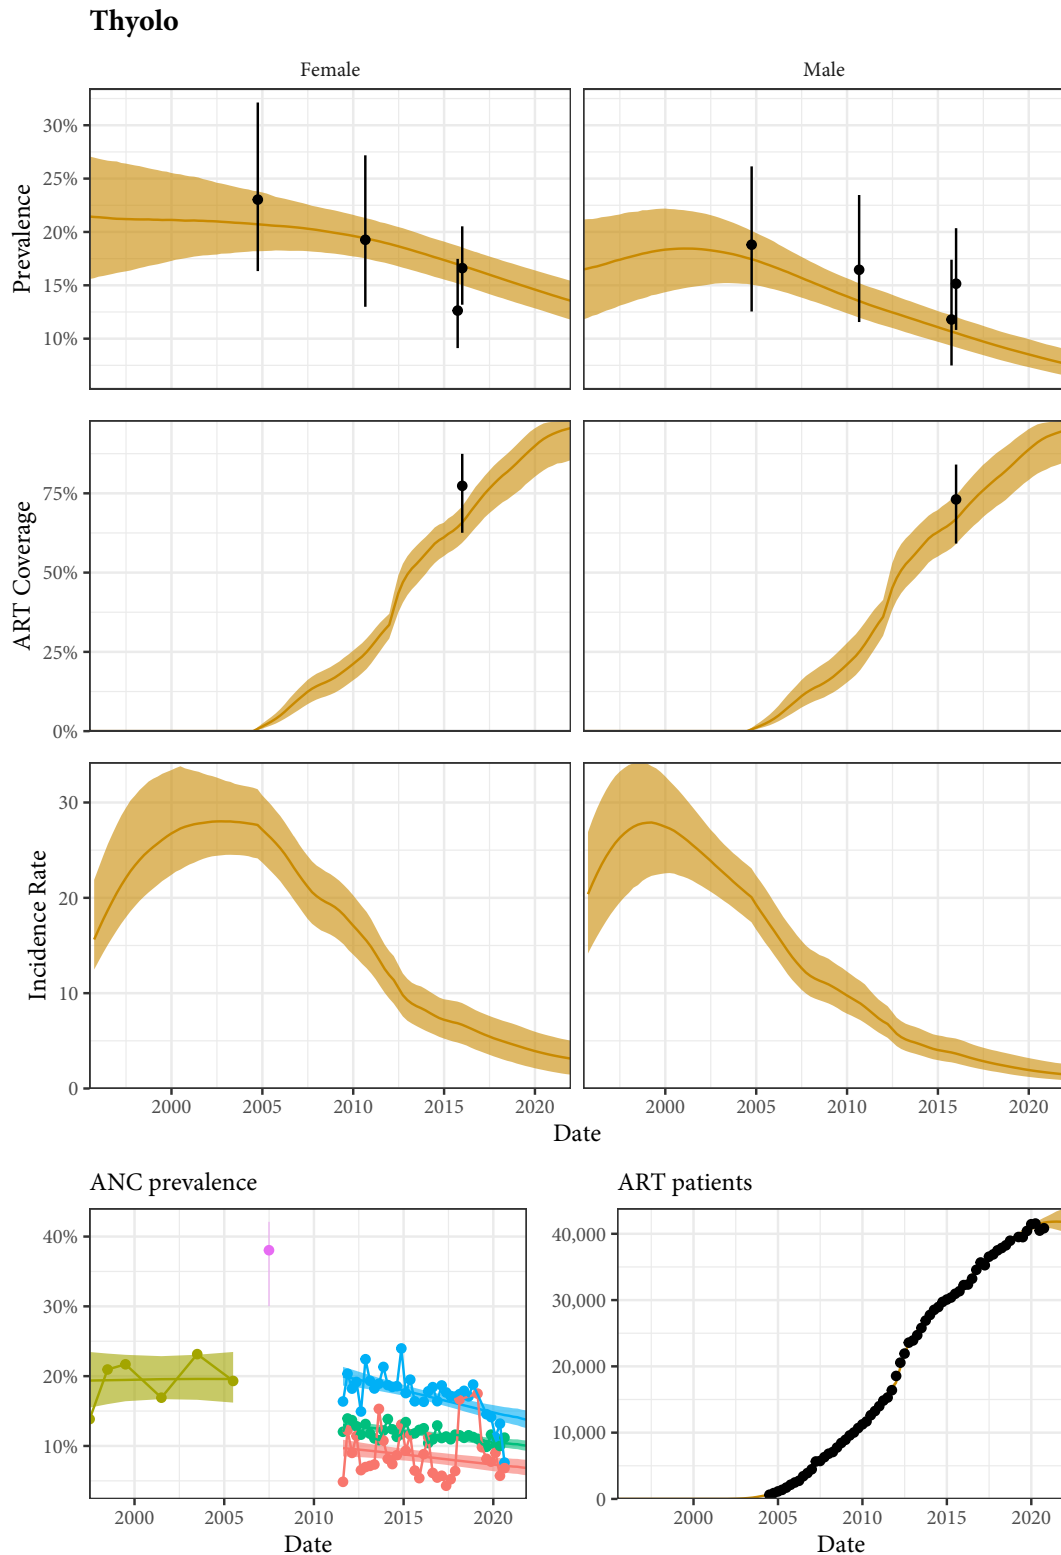 Thyolo
Female
Male
Prevalence
30%
25%
20%
15%
10%
ART Coverage
75%
50%
25%
0%
Incidence Rate
30
20
10
0
2000 2005 2010 2015 2020
2000 2005 2010 2015 2020
Date
ANC prevalence
ART patients
40%
30%
20%
10%
40,000
30,000
20,000
10,000
0
2000 2005 2010 2015 2020
2000 2005 2010 2015 2020
Date
Date